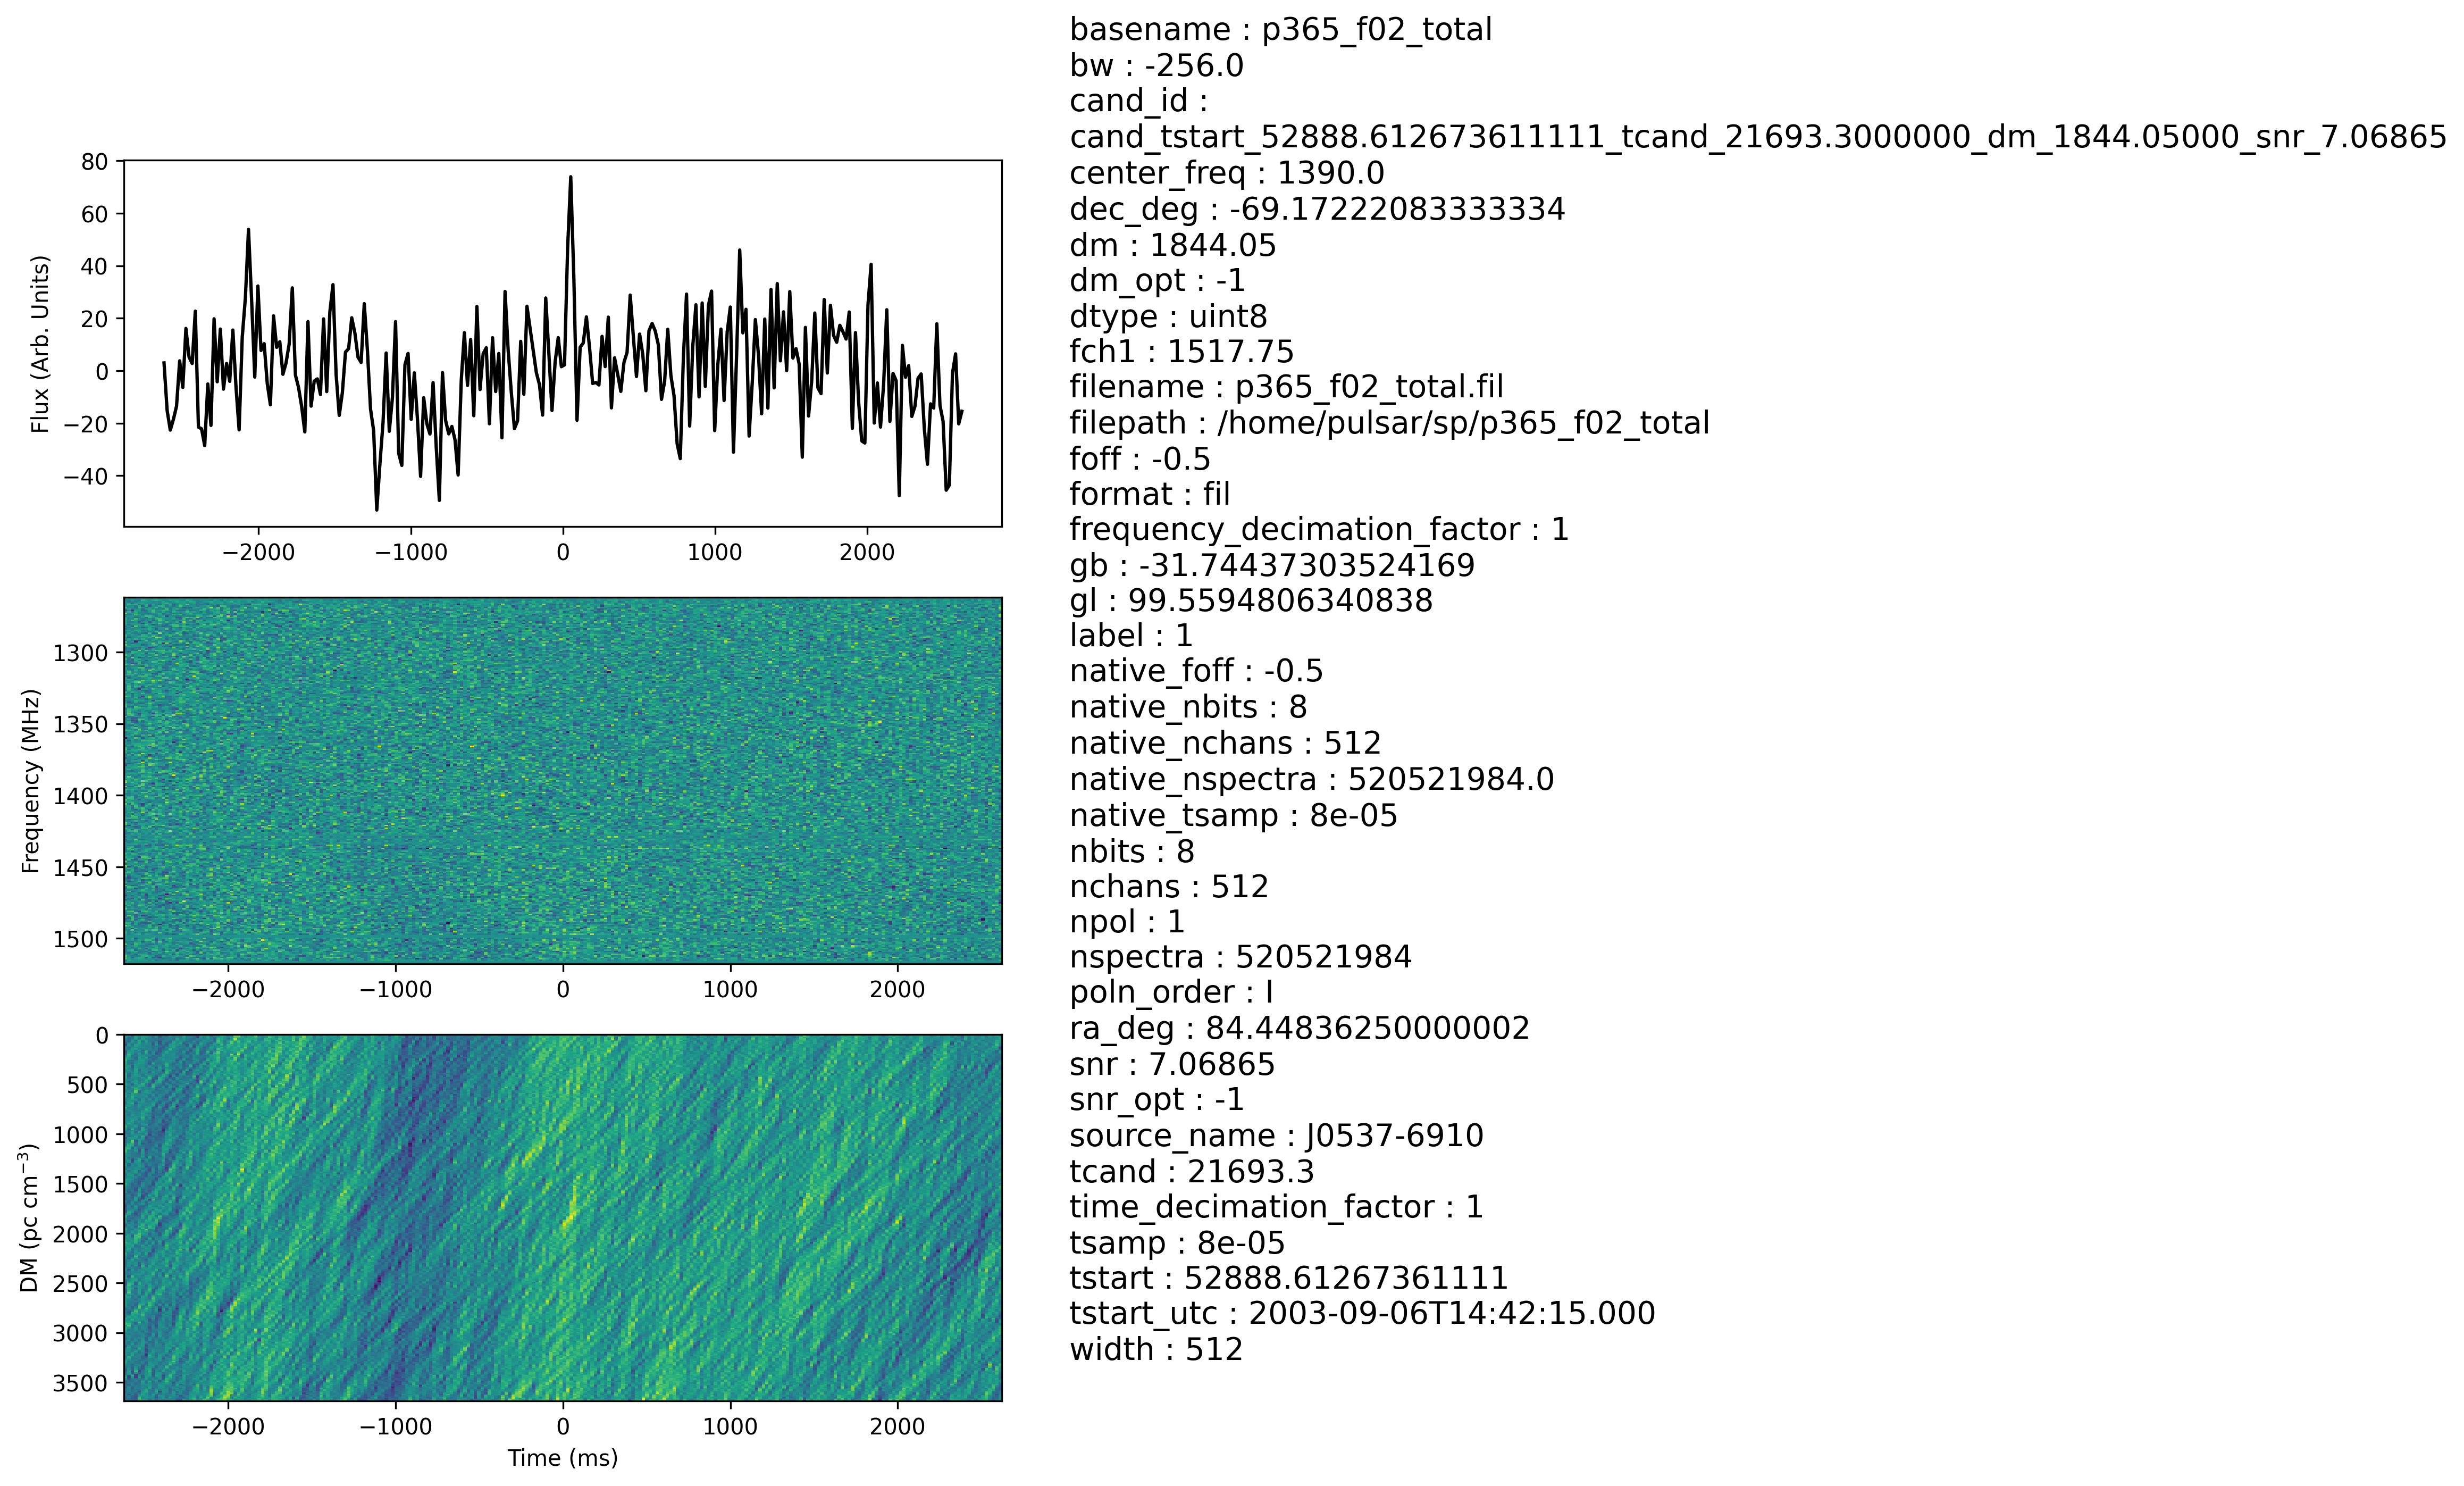 80
60
40
20
0
−20
−40
Flux (Arb. Units)
−2000 −1000 0 1000 2000
1300
1350
1400
1450
1500
Frequency (MHz)
−2000 −1000 0 1000 2000
0
500
1000
1500
2000
2500
3000
3500
DM (pc cm−3)
−2000 −1000 0 1000 2000
Time (ms)
basename : p365_f02_total
bw : -256.0
cand_id :
cand_tstart_52888.612673611111_tcand_21693.3000000_dm_1844.05000_snr_7.06865
center_freq : 1390.0
dec_deg : -69.17222083333334
dm : 1844.05
dm_opt : -1
dtype : uint8
fch1 : 1517.75
filename : p365_f02_total.fil
filepath : /home/pulsar/sp/p365_f02_total
foff : -0.5
format : fil
frequency_decimation_factor : 1
gb : -31.74437303524169
gl : 99.5594806340838
label : 1
native_foff : -0.5
native_nbits : 8
native_nchans : 512
native_nspectra : 520521984.0
native_tsamp : 8e-05
nbits : 8
nchans : 512
npol : 1
nspectra : 520521984
poln_order : I
ra_deg : 84.44836250000002
snr : 7.06865
snr_opt : -1
source_name : J0537-6910
tcand : 21693.3
time_decimation_factor : 1
tsamp : 8e-05
tstart : 52888.61267361111
tstart_utc : 2003-09-06T14:42:15.000
width : 512